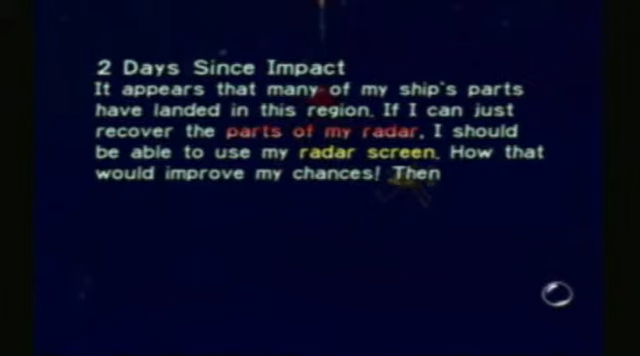 2 Days Since Impact
It appears that many of my ship's parts
have landed in this region. If I can just
recover the parts of my radar, I should
be able to use my radar screen. How that
would improve my chances! Then